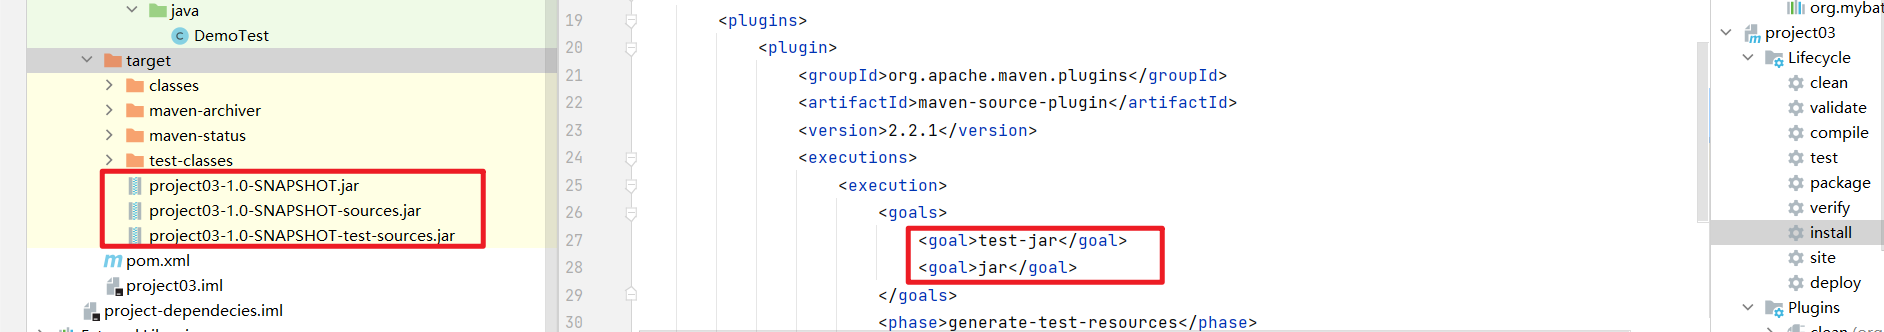 java
DemoTest
target
classes
maven-archiver
maven-status
test-classes
project03-1.0-SNAPSHOT.jar
project03-1.0-SNAPSHOT-sources.jar
project03-1.0-SNAPSHOT-test-sources.jar
pom.xml
project03.iml
project-dependecies.iml
19 <plugins>
20 <plugin>
21 <groupId>org.apache.maven.plugins</groupId>
22 <artifactId>maven-source-plugin</artifactId>
23 <version>2.2.1</version>
24 <executions>
25 <execution>
26 <goals>
27 <goal>test-jar</goal>
28 <goal>jar</goal>
29 </goals>
30 <phase>generate-test-resources</phase>
org.mybat
project03
Lifecycle
clean
validate
compile
test
package
verify
install
site
deploy
Plugins